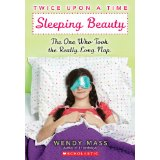 TWICE UPON A TIME
Sleeping Beauty
The One Who Took
the Really Long Nap
WENDY MASS
SCHOLASTIC